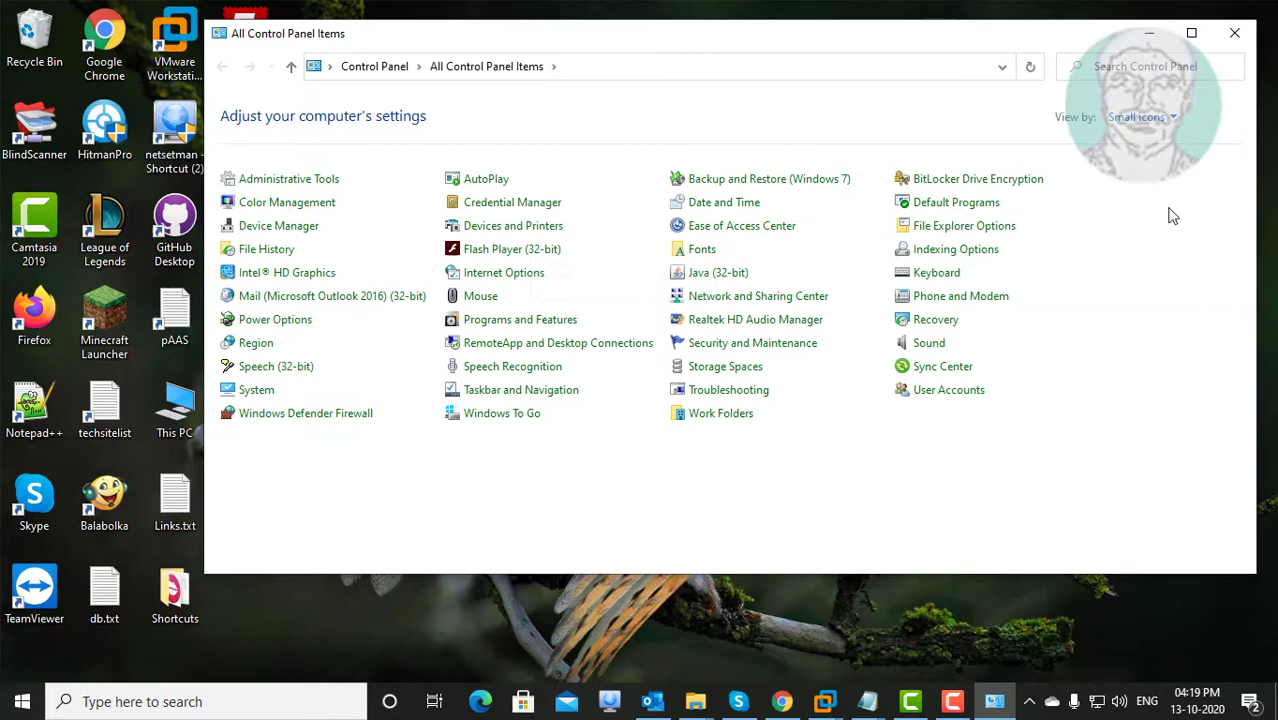 All Control Panel Items
Control Panel
All Control Panel Items
Search Control Panel
Adjust your computer's settings
View by:
Small icons
Administrative Tools
AutoPlay
Backup and Restore (Windows 7)
BitLocker Drive Encryption
Color Management
Credential Manager
Date and Time
Default Programs
Device Manager
Devices and Printers
Ease of Access Center
File Explorer Options
File History
Flash Player (32-bit)
Fonts
Indexing Options
Intel® HD Graphics
Internet Options
Java (32-bit)
Keyboard
Mail (Microsoft Outlook 2016) (32-bit)
Mouse
Network and Sharing Center
Phone and Modem
Power Options
Programs and Features
Realtek HD Audio Manager
Recovery
Region
RemoteApp and Desktop Connections
Security and Maintenance
Sound
Speech (32-bit)
Speech Recognition
Storage Spaces
Sync Center
System
Taskbar and Navigation
Troubleshooting
User Accounts
Windows Defender Firewall
Windows To Go
Work Folders
Recycle Bin
Google
Chrome
VMware
Workstati...
BlindScanner
HitmanPro
netsetman -
Shortcut (2)
Camtasia
2019
League of
Legends
GitHub
Desktop
Firefox
Minecraft
Launcher
pAAS
Notepad++
techsitelist
This PC
Skype
Balabolka
Links.txt
TeamViewer
db.txt
Shortcuts
Type here to search
ENG
04:19 PM
13-10-2020
2